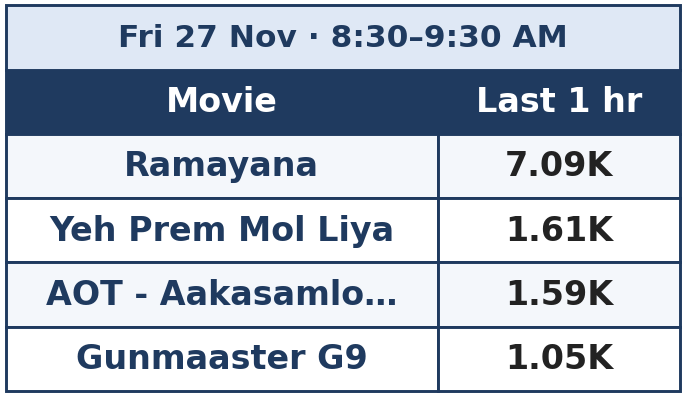 Fri 27 Nov · 8:30–9:30 AM
Movie Last 1 hr
Ramayana 7.09K
Yeh Prem Mol Liya 1.61K
AOT - Aakasamlo… 1.59K
Gunmaaster G9 1.05K